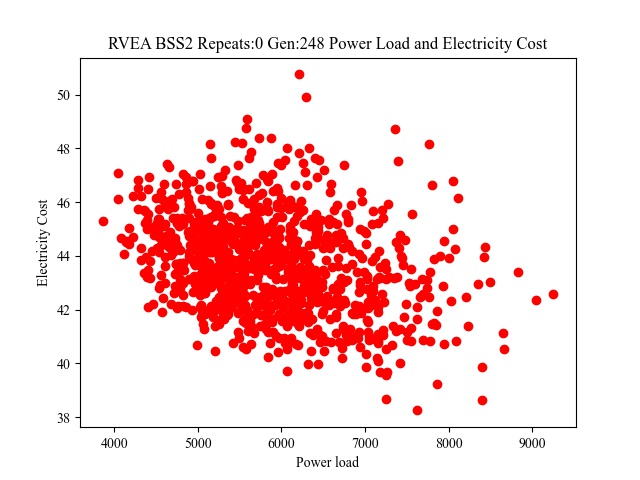 RVEA BSS2 Repeats:0 Gen:248 Power Load and Electricity Cost
50
48
46
44
42
40
38
Electricity Cost
4000 5000 6000 7000 8000 9000
Power load